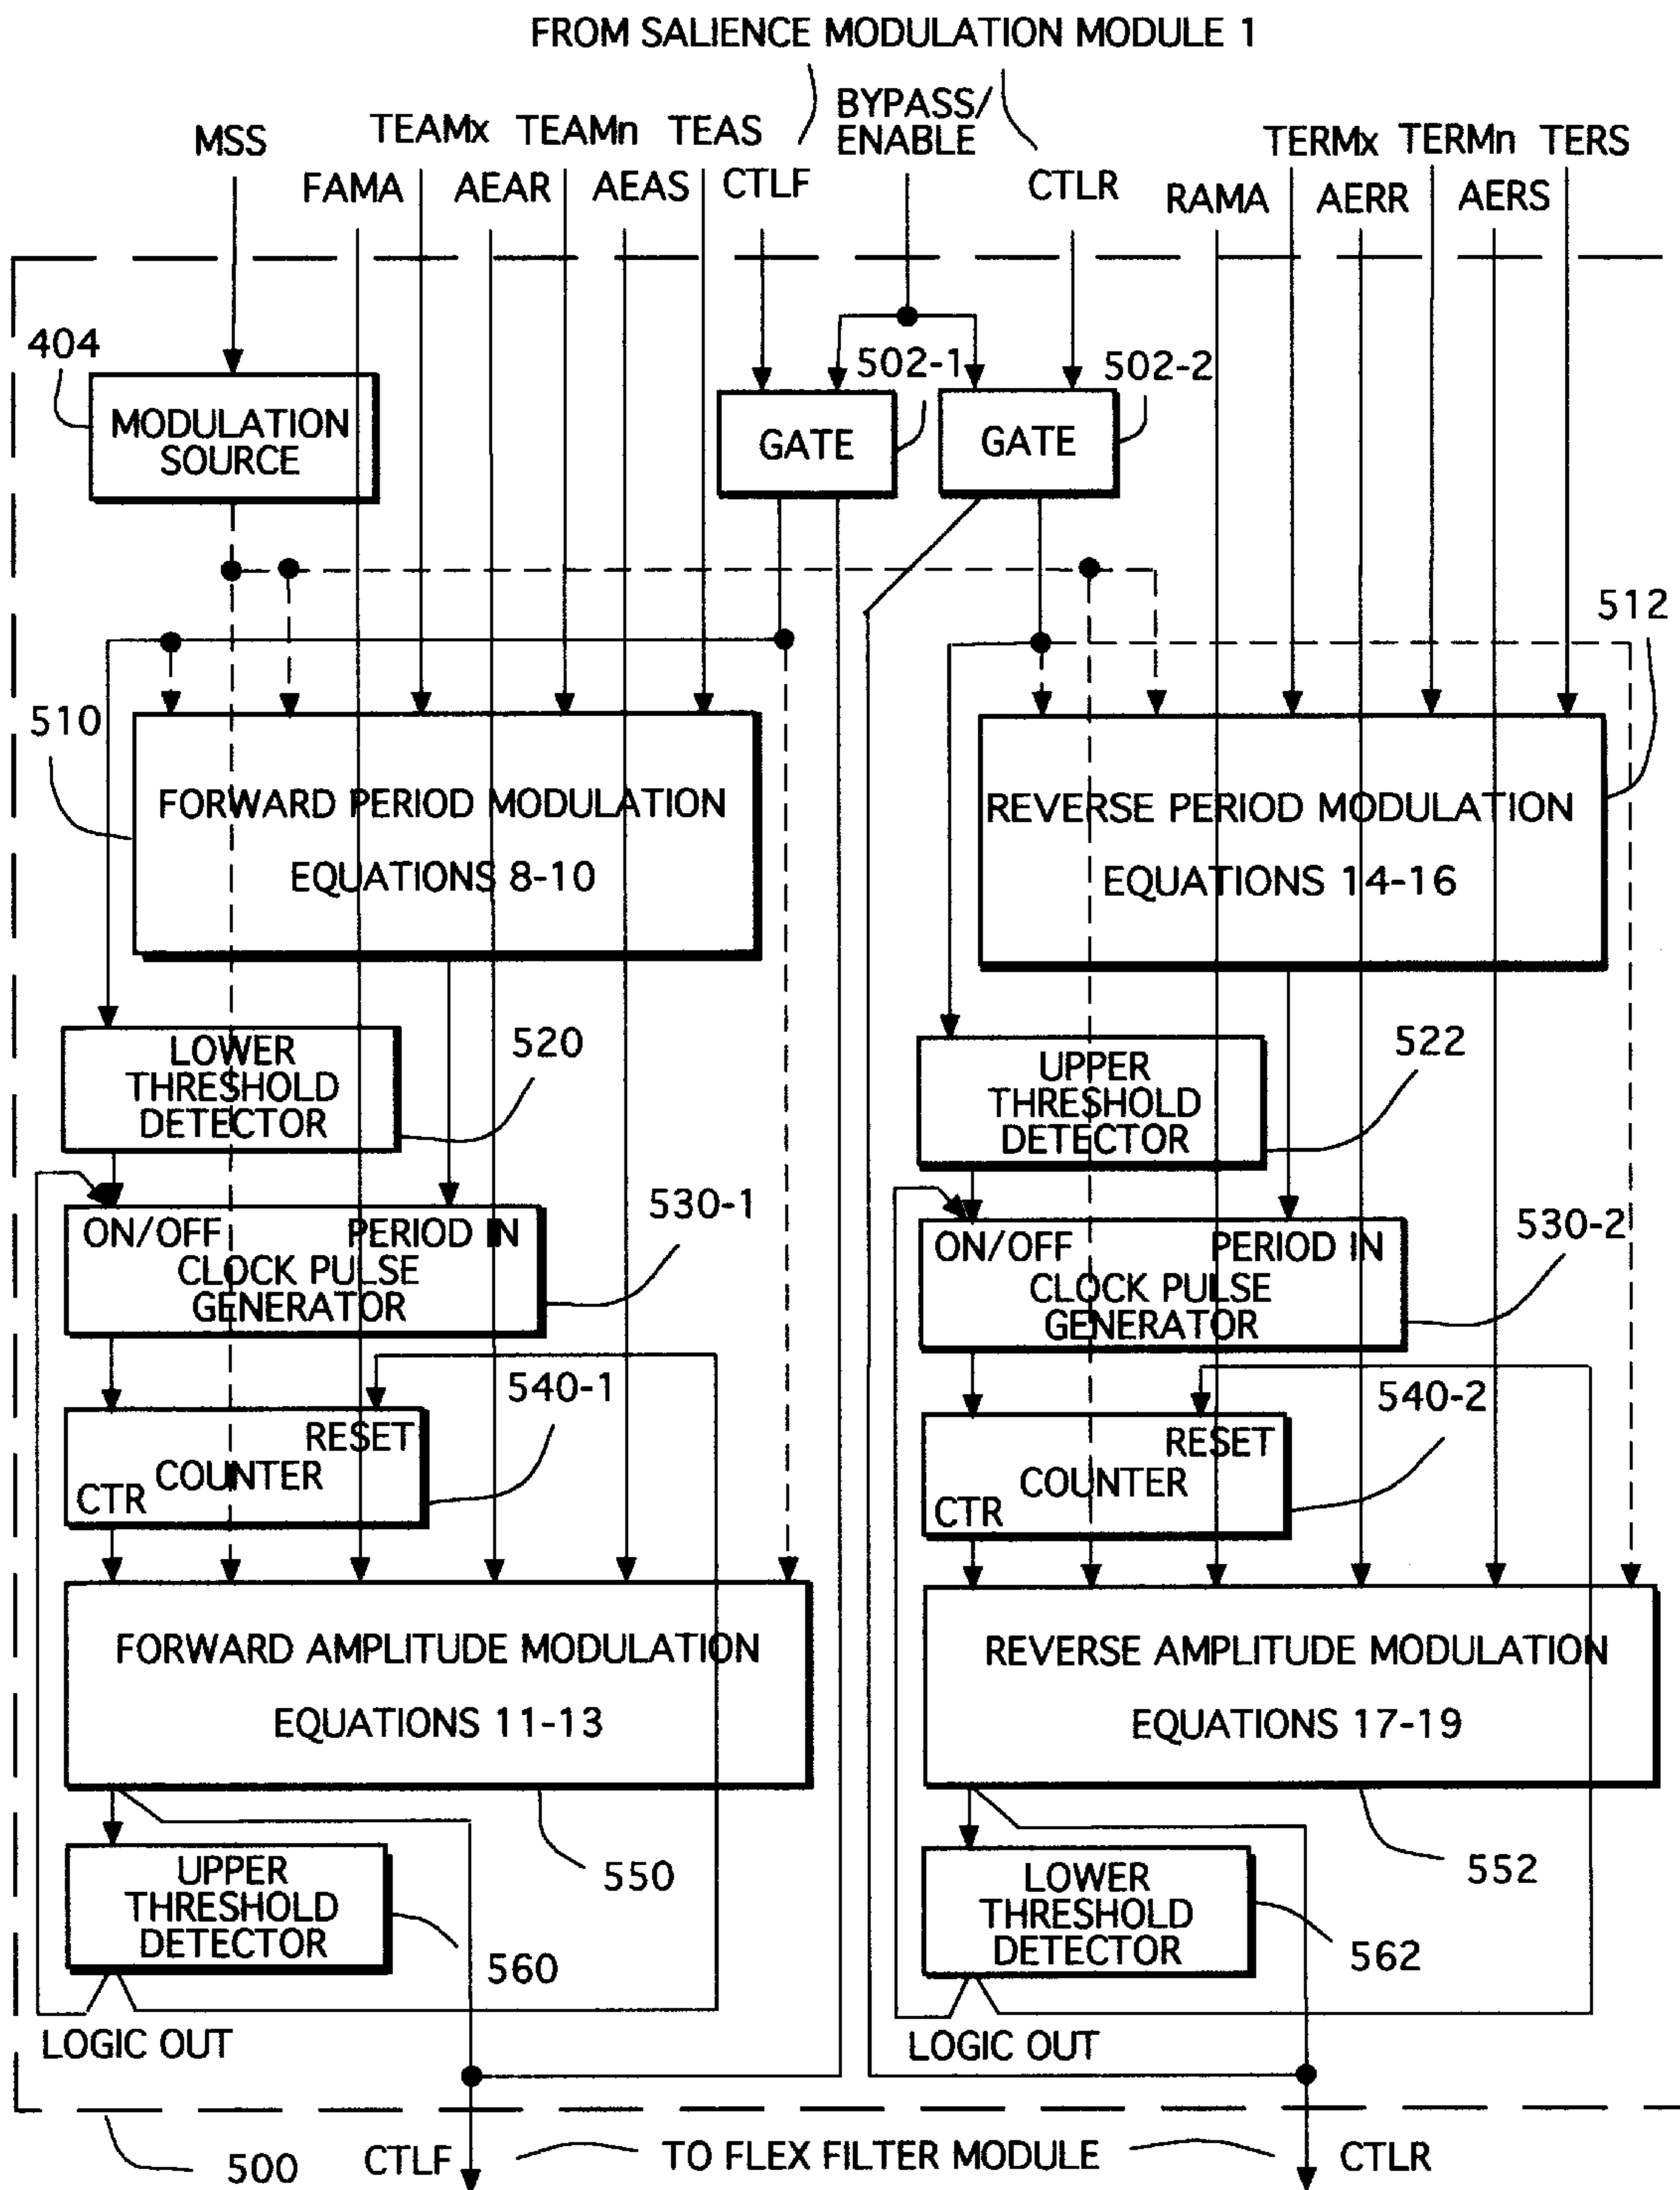 FROM SALIENCE MODULATION MODULE 1
BYPASS/
ENABLE
MSS
TEAMx
TEAMn
TEAS
FAMA
AEAR
AEAS
CTLF
CTLR
TERMx
TERMn
TERS
RAMA
AERR
AERS
404
MODULATION
SOURCE
502-1
GATE
502-2
GATE
510
FORWARD PERIOD MODULATION
EQUATIONS 8-10
512
REVERSE PERIOD MODULATION
EQUATIONS 14-16
LOWER
THRESHOLD
DETECTOR
520
UPPER
THRESHOLD
DETECTOR
522
ON/OFF
PERIOD IN
CLOCK PULSE
GENERATOR
530-1
ON/OFF
PERIOD IN
CLOCK PULSE
GENERATOR
530-2
540-1
RESET
COUNTER
CTR
540-2
RESET
COUNTER
CTR
FORWARD AMPLITUDE MODULATION
EQUATIONS 11-13
REVERSE AMPLITUDE MODULATION
EQUATIONS 17-19
UPPER
THRESHOLD
DETECTOR
550
560
LOWER
THRESHOLD
DETECTOR
552
562
LOGIC OUT
LOGIC OUT
500
CTLF
TO FLEX FILTER MODULE
CTLR